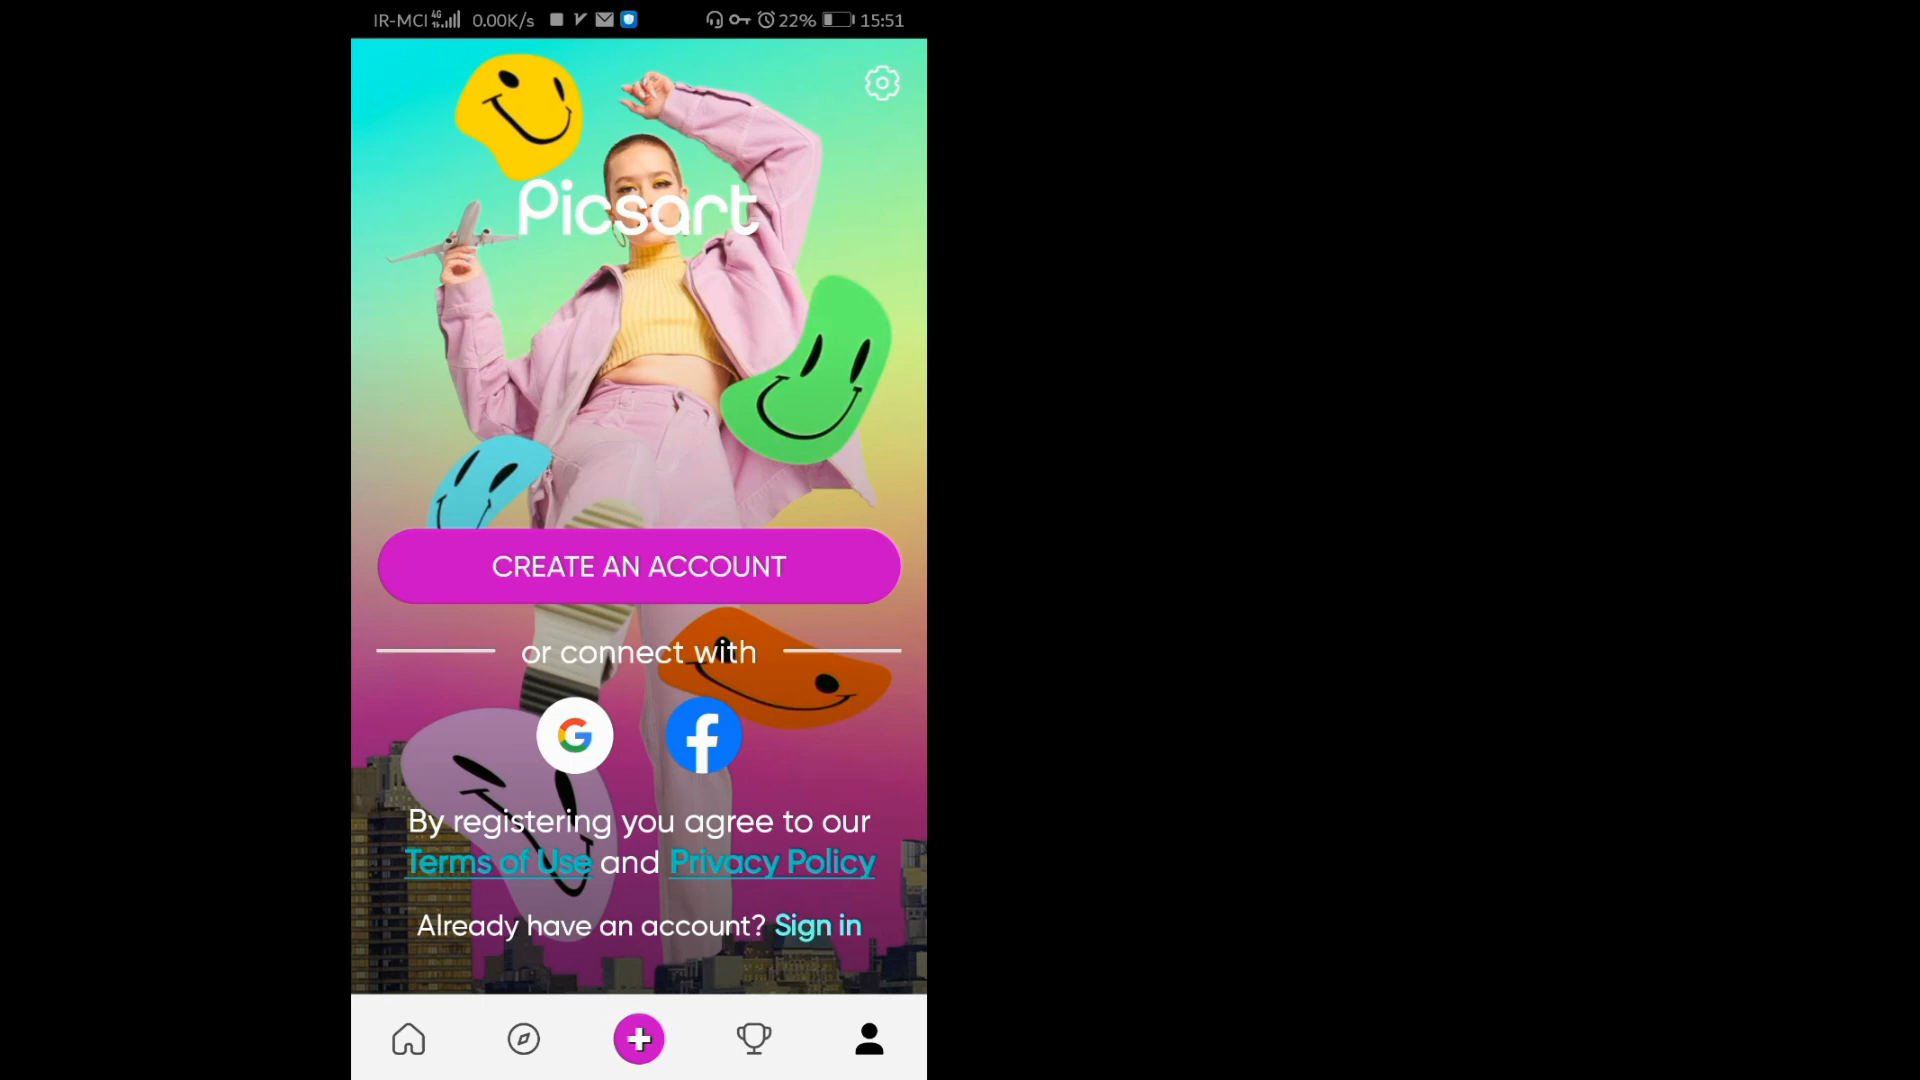 IR-MCI 4G 0.00K/s 22% 15:51
Picsart
CREATE AN ACCOUNT
or connect with
By registering you agree to our
Terms of Use and Privacy Policy
Already have an account? Sign in